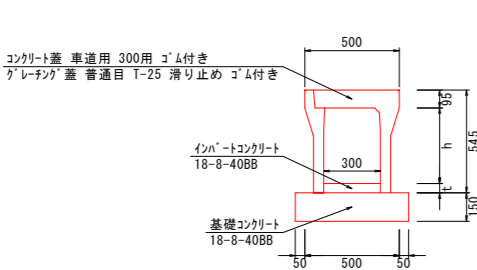 500
コンクリート蓋 車道用 300用 ゴム付き
グレーチング蓋 普通目 T-25 滑り止め ゴム付き
95
545
h
インバートコンクリート
18-8-40BB
300
t
150
基礎コンクリート
18-8-40BB
50
500
50